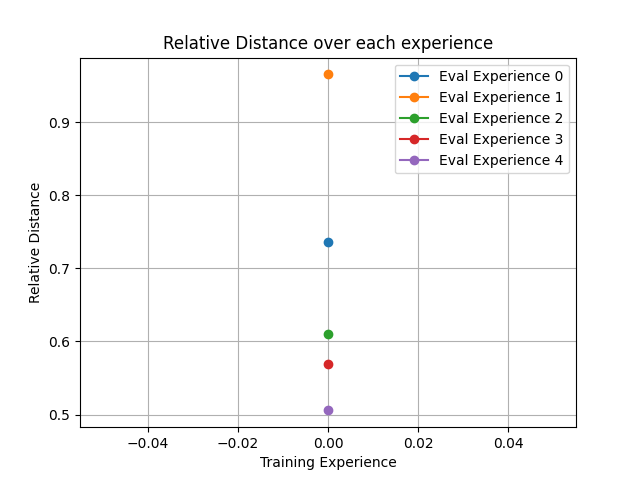 Relative Distance over each experience
Eval Experience 0
Eval Experience 1
Eval Experience 2
Eval Experience 3
Eval Experience 4
Relative Distance
0.9
0.8
0.7
0.6
0.5
−0.04 −0.02 0.00 0.02 0.04
Training Experience